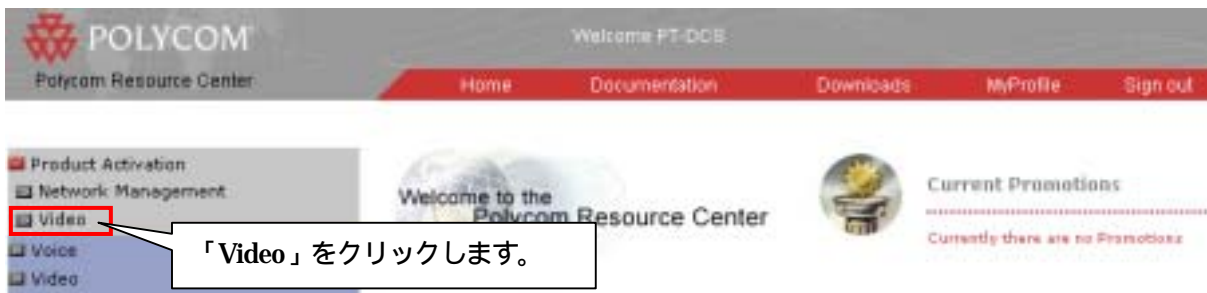 POLYCOM
Welcome PT-DCS
Polycom Resource Center
Home Documentation Downloads MyProfile Sign out
Product Activation
Network Management
Video
Voice
Video
「Video」をクリックします。
Welcome to the
Polycom Resource Center
Current Promotions
Currently there are no Promotions